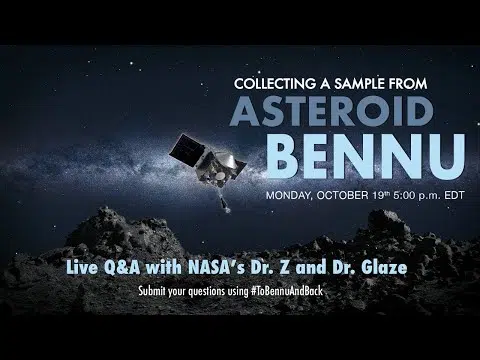 COLLECTING A SAMPLE FROM
ASTEROID
BENNU
MONDAY, OCTOBER 19th 5:00 p.m. EDT
Live Q&A with NASA's Dr. Z and Dr. Glaze
Submit your questions using #ToBennuAndBack